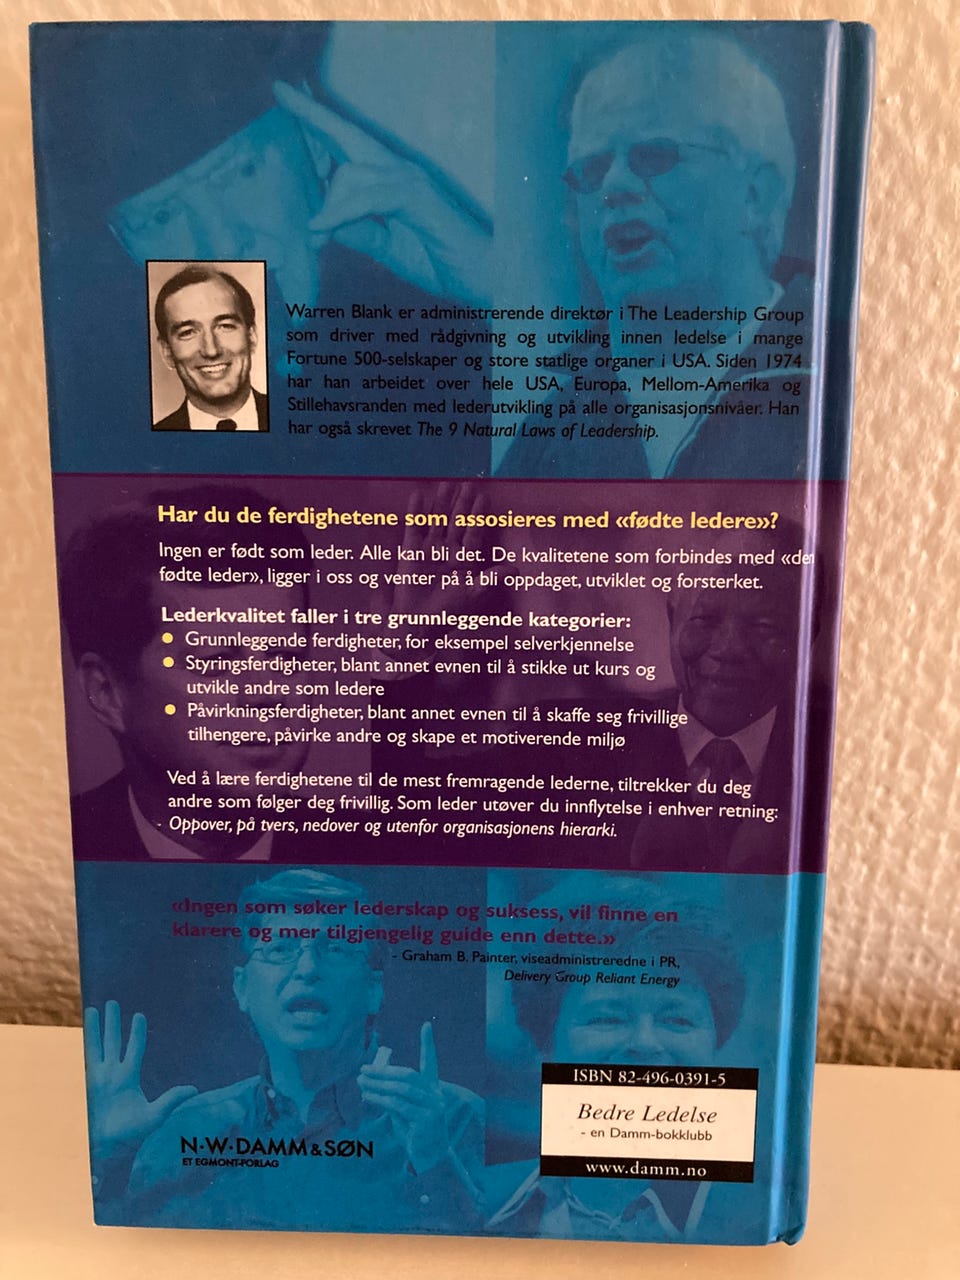 Warren Blank er administrerende direktør i The Leadership Group
som driver med rådgivning og utvikling innen ledelse i mange
Fortune 500-selskaper og store statlige organer i USA. Siden 1974
har han arbeidet over hele USA, Europa, Mellom-Amerika og
Stillehavsranden med lederutvikling på alle organisasjonsnivåer. Han
har også skrevet The 9 Natural Laws of Leadership.
Har du de ferdighetene som assosieres med «fødte ledere»?
Ingen er født som leder. Alle kan bli det. De kvalitetene som forbindes med «den
fødte leder», ligger i oss og venter på å bli oppdaget, utviklet og forsterket.
Lederkvalitet faller i tre grunnleggende kategorier:
● Grunnleggende ferdigheter, for eksempel selverkjennelse
● Styringsferdigheter, blant annet evnen til å stikke ut kurs og
utvikle andre som ledere
● Påvirkningsferdigheter, blant annet evnen til å skaffe seg frivillige
tilhengere, påvirke andre og skape et motiverende miljø
Ved å lære ferdighetene til de mest fremragende lederne, tiltrekker du deg
andre som følger deg frivillig. Som leder utøver du innflytelse i enhver retning:
- Oppover, på tvers, nedover og utenfor organisasjonens hierarki.
«Ingen som søker lederskap og suksess, vil finne en
klarere og mer tilgjengelig guide enn dette.»
- Graham B. Painter, viseadministreredne i PR,
Delivery Group Reliant Energy
ISBN 82-496-0391-5
Bedre Ledelse
- en Damm-bokklubb
www.damm.no
N·W·DAMM & SØN
ET EGMONT-FORLAG